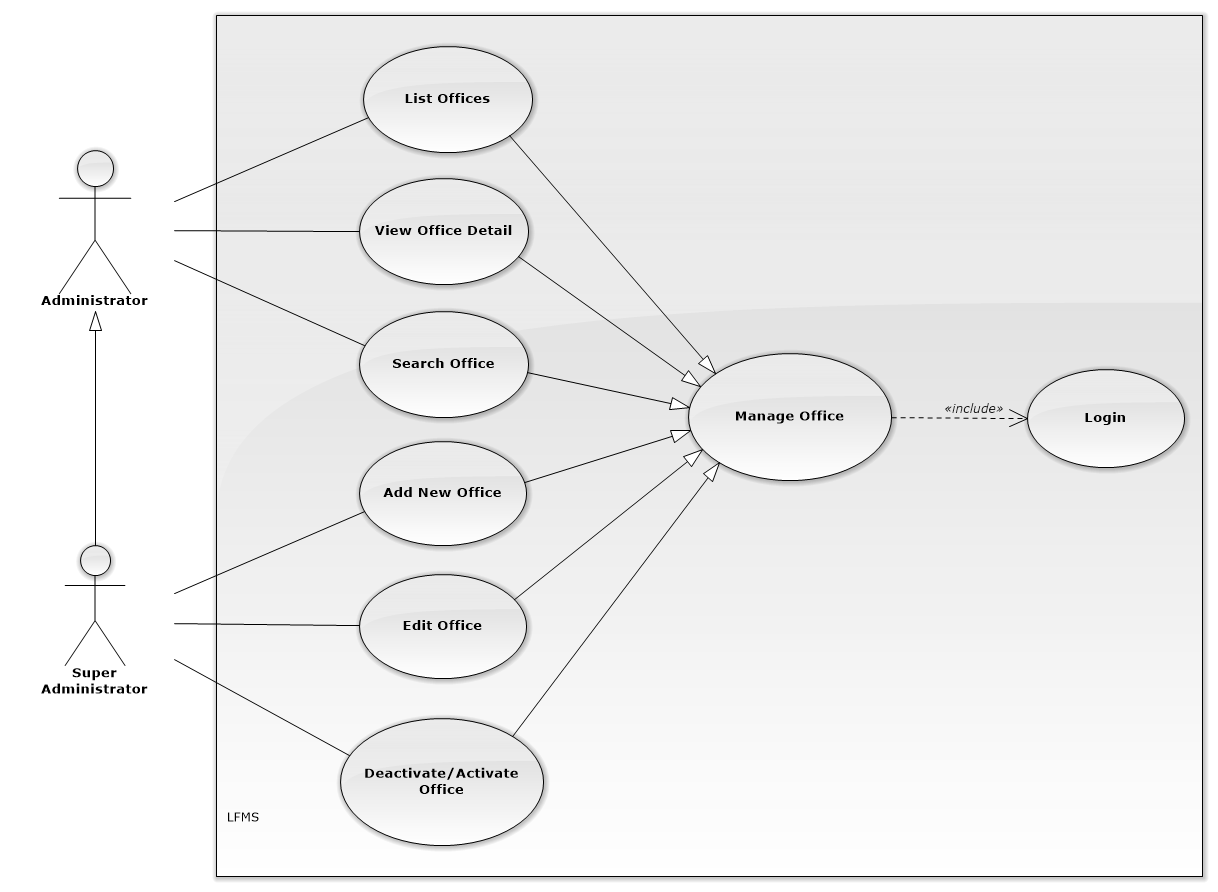 List Offices
View Office Detail
Administrator
Search Office
Manage Office
«include»
Login
Add New Office
Edit Office
Super
Administrator
Deactivate/Activate
Office
LFMS